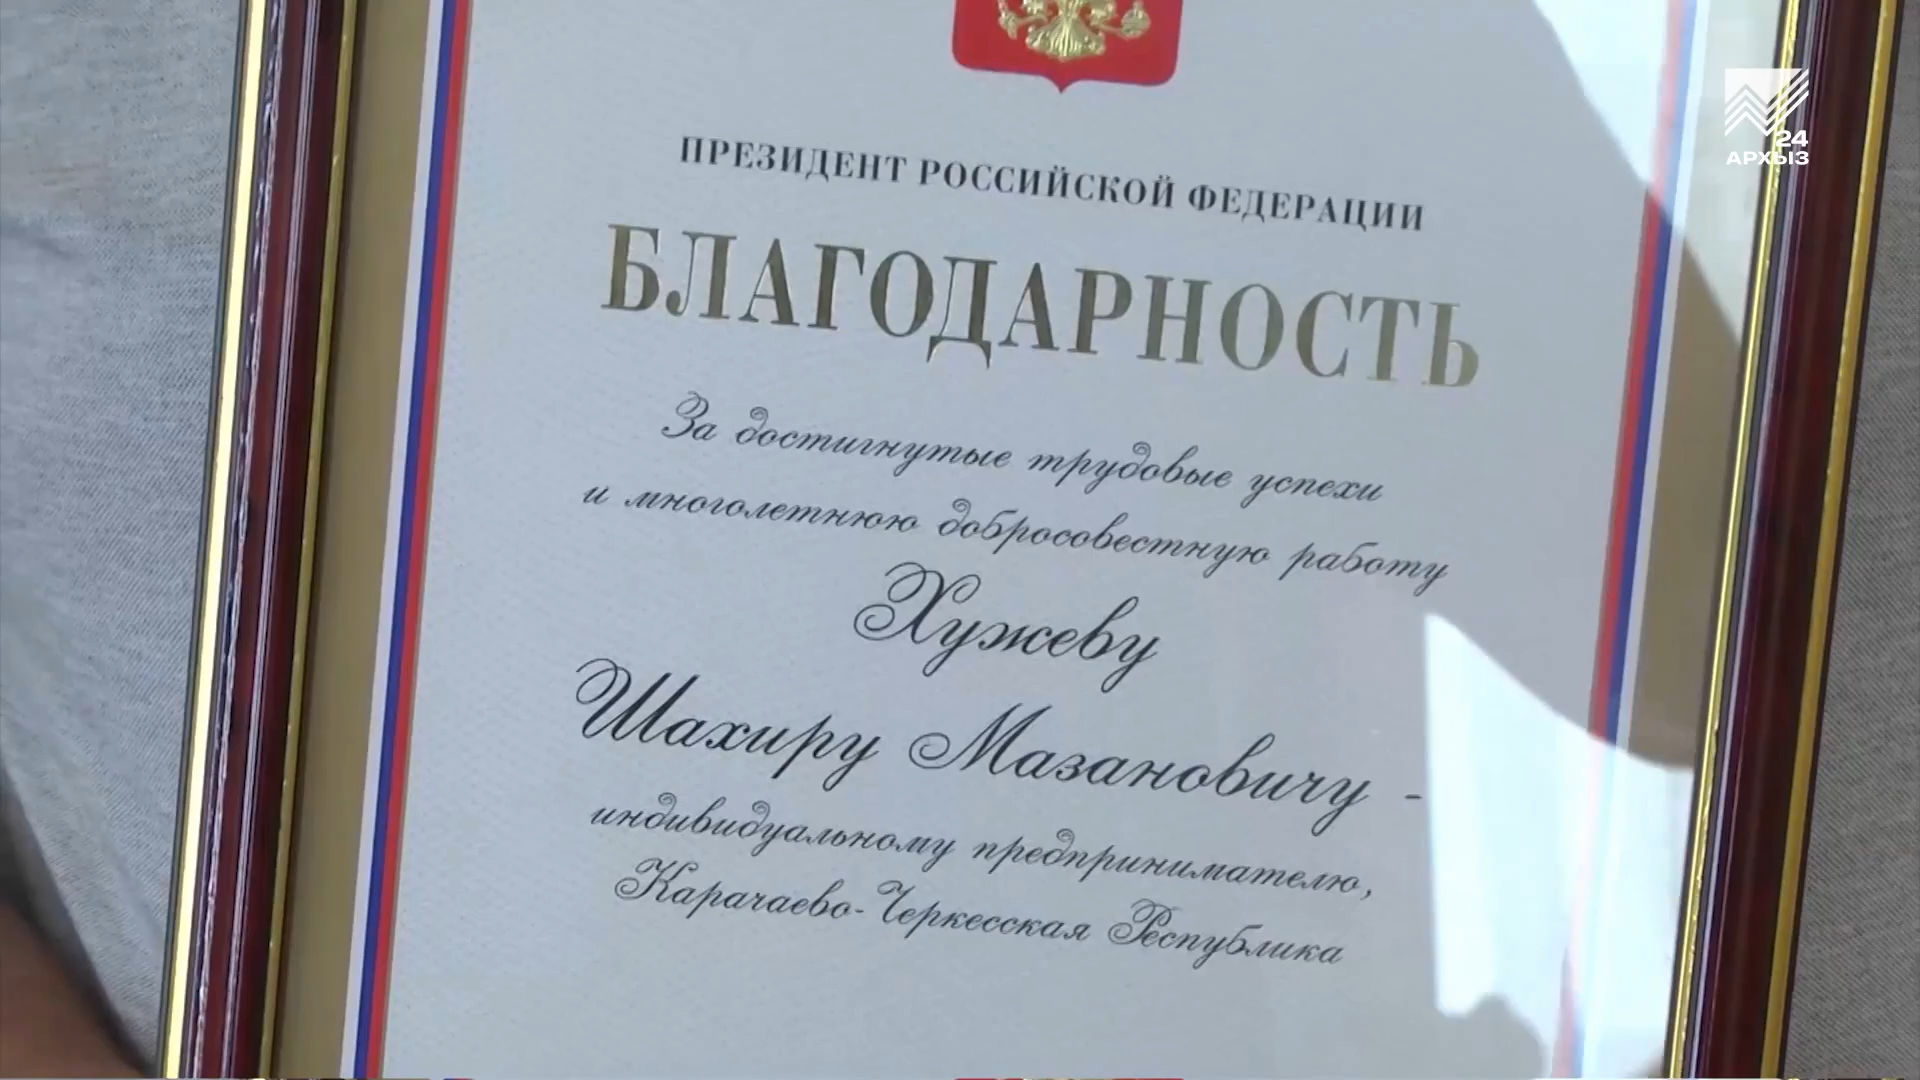 24
АРХЫЗ
ПРЕЗИДЕНТ РОССИЙСКОЙ ФЕДЕРАЦИИ
БЛАГОДАРНОСТЬ
За достигнутые трудовые успехи
и многолетнюю добросовестную работу
Хужеву
Шахиру Мазановичу -
индивидуальному предпринимателю,
Карачаево-Черкесская Республика